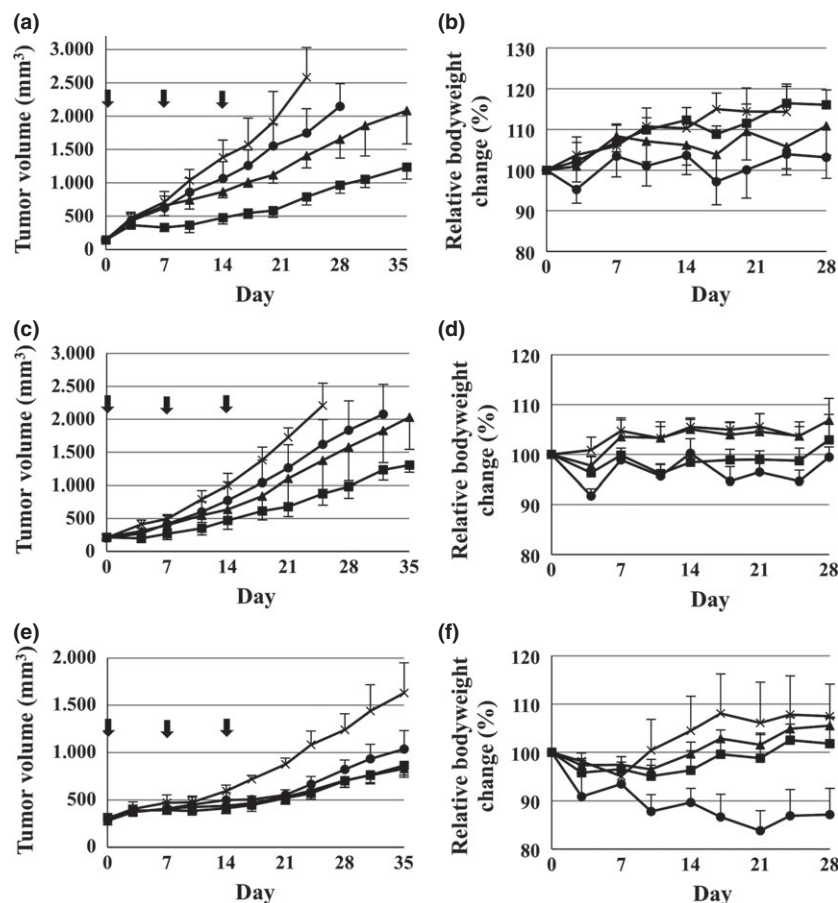 (a)
Tumor volume (mm³)
3.000
2.500
2.000
1.500
1.000
500
0
0 7 14 21 28 35
Day
(b)
Relative bodyweight
change (%)
130
120
110
100
90
80
0 7 14 21 28
Day
(c)
Tumor volume (mm³)
3.000
2.500
2.000
1.500
1.000
500
0
0 7 14 21 28 35
Day
(d)
Relative bodyweight
change (%)
120
110
100
90
80
0 7 14 21 28
Day
(e)
Tumor volume (mm³)
2.000
1.500
1.000
500
0
0 7 14 21 28 35
Day
(f)
Relative bodyweight
change (%)
120
110
100
90
80
0 7 14 21 28
Day